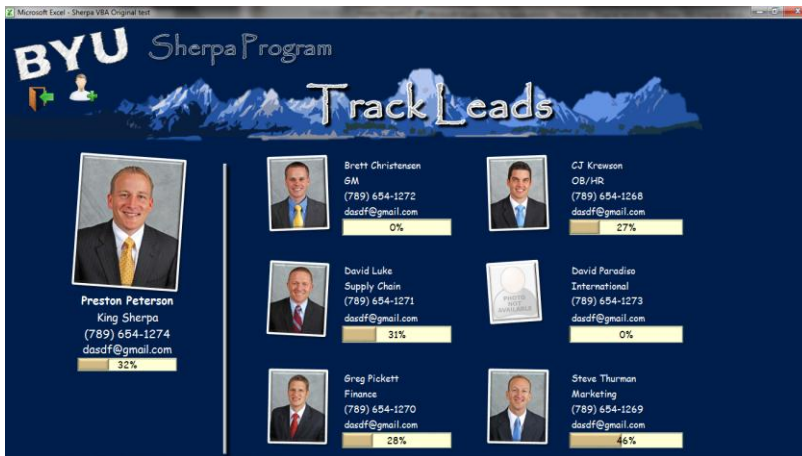 Microsoft Excel - Sherpa VBA Original test
BYU Sherpa Program
Track Leads
Preston Peterson
King Sherpa
(789) 654-1274
dasdf@gmail.com
32%
Brett Christensen
GM
(789) 654-1272
dasdf@gmail.com
0%
CJ Krewson
OB/HR
(789) 654-1268
dasdf@gmail.com
27%
David Luke
Supply Chain
(789) 654-1271
dasdf@gmail.com
31%
PHOTO
NOT
AVAILABLE
David Paradiso
International
(789) 654-1273
dasdf@gmail.com
0%
Greg Pickett
Finance
(789) 654-1270
dasdf@gmail.com
28%
Steve Thurman
Marketing
(789) 654-1269
dasdf@gmail.com
46%